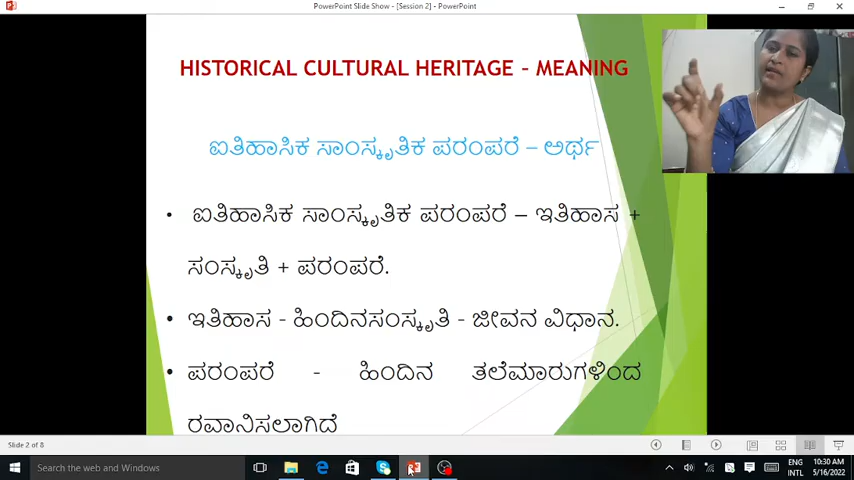 PowerPoint Slide Show - [Session 2] - PowerPoint
HISTORICAL CULTURAL HERITAGE – MEANING
ಐತಿಹಾಸಿಕ ಸಾಂಸ್ಕೃತಿಕ ಪರಂಪರೆ – ಅರ್ಥ
• ಐತಿಹಾಸಿಕ ಸಾಂಸ್ಕೃತಿಕ ಪರಂಪರೆ – ಇತಿಹಾಸ +
ಸಂಸ್ಕೃತಿ + ಪರಂಪರೆ.
• ಇತಿಹಾಸ - ಹಿಂದಿನಸಂಸ್ಕೃತಿ - ಜೀವನ ವಿಧಾನ.
• ಪರಂಪರೆ - ಹಿಂದಿನ ತಲೆಮಾರುಗಳಿಂದ
ರವಾನಿಸಲಾಗಿದೆ
Slide 2 of 8
Search the web and Windows
ENG 10:30 AM
INTL 5/16/2022